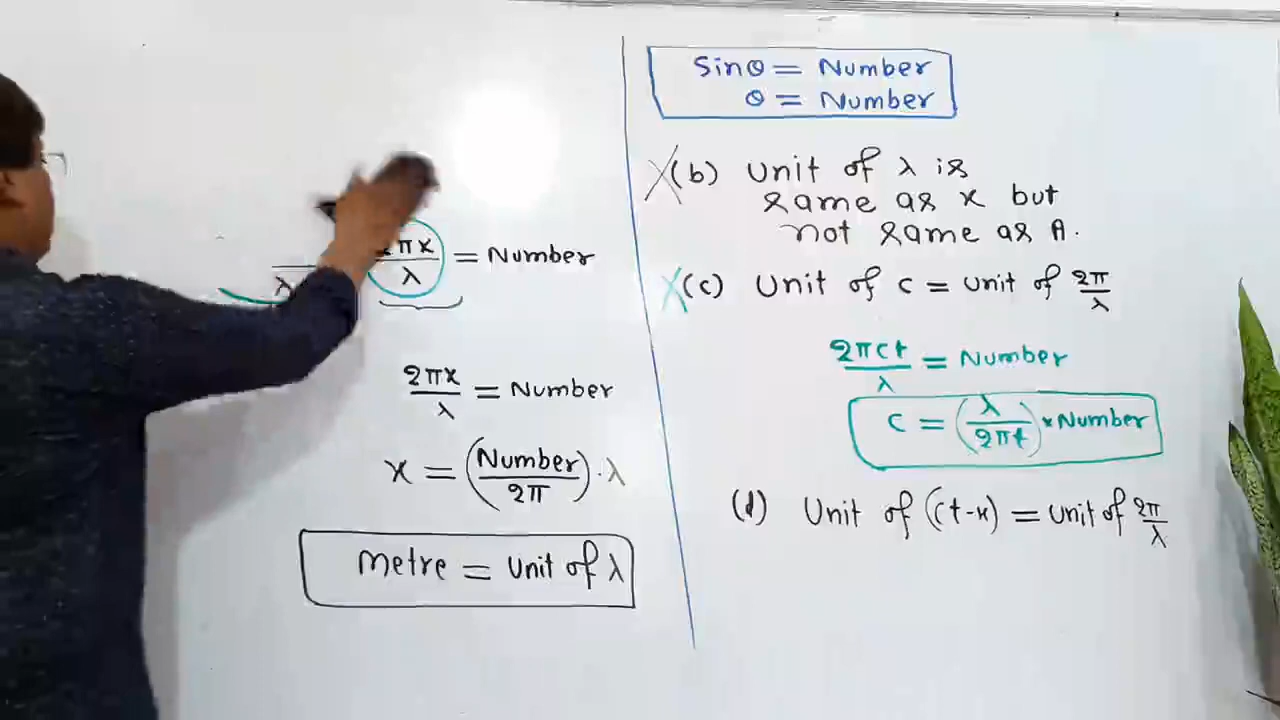 Sinθ = Number
θ = Number
λ
2πx/λ = Number
2πx/λ = Number
x = (Number/2π)·λ
Metre = Unit of λ
X(b) Unit of λ is
same as x but
not same as A.
X(c) Unit of c = Unit of 2π/λ
2πct/λ = Number
c = (λ/2πt) × Number
(d) Unit of (ct-x) = Unit of 2π/λ